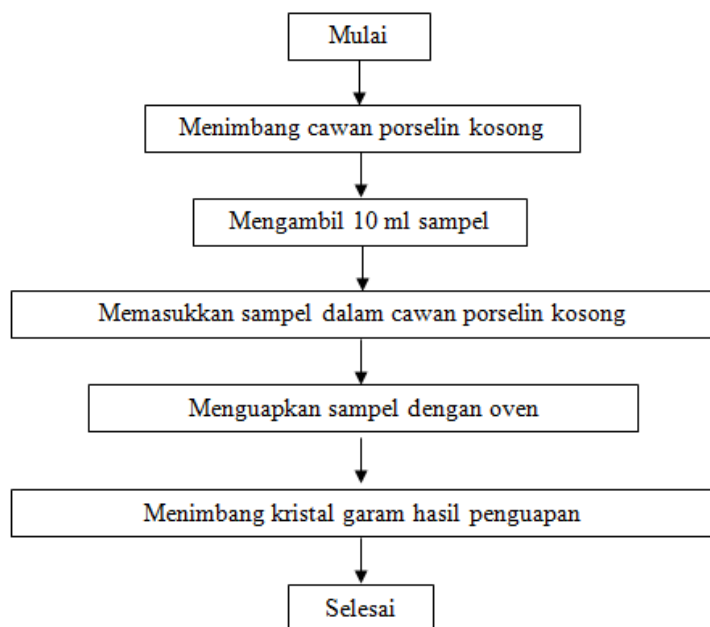 Mulai
Menimbang cawan porselin kosong
Mengambil 10 ml sampel
Memasukkan sampel dalam cawan porselin kosong
Menguapkan sampel dengan oven
Menimbang kristal garam hasil penguapan
Selesai